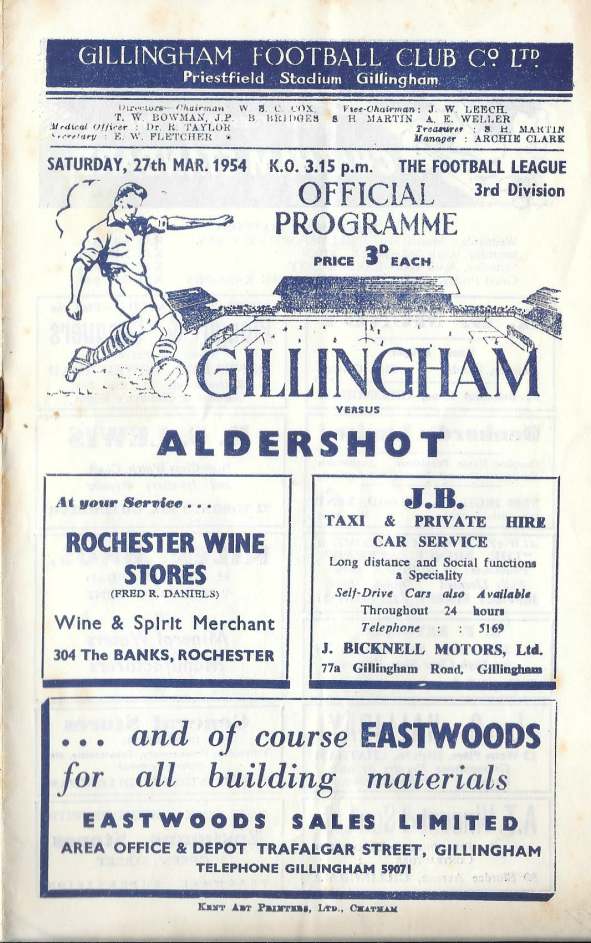 GILLINGHAM FOOTBALL CLUB Co LTD
Priestfield Stadium Gillingham
Directors—Chairman W. S. C. COX. Vice-Chairman: J. W. LEECH.
T. W. BOWMAN, J.P. B. BRIDGES S. H. MARTIN A. E. WELLER
Medical Officer : Dr. R. TAYLOR Treasurer : S. H. MARTIN
Secretary : E. W. FLETCHER Manager : ARCHIE CLARK
SATURDAY, 27th MAR. 1954 K.O. 3.15 p.m. THE FOOTBALL LEAGUE
3rd Division
OFFICIAL
PROGRAMME
PRICE 3D EACH
GILLINGHAM
VERSUS
ALDERSHOT
At your Service . . .
ROCHESTER WINE
STORES
(FRED R. DANIELS)
Wine & Spirit Merchant
304 The BANKS, ROCHESTER
J.B.
TAXI & PRIVATE HIRE
CAR SERVICE
Long distance and Social functions
a Speciality
Self-Drive Cars also Available
Throughout 24 hours
Telephone : : 5169
J. BICKNELL MOTORS, Ltd.
77a Gillingham Road, Gillingham
. . . and of course EASTWOODS
for all building materials
EASTWOODS SALES LIMITED
AREA OFFICE & DEPOT TRAFALGAR STREET, GILLINGHAM
TELEPHONE GILLINGHAM 59071
KENT ART PRINTERS, LTD., CHATHAM